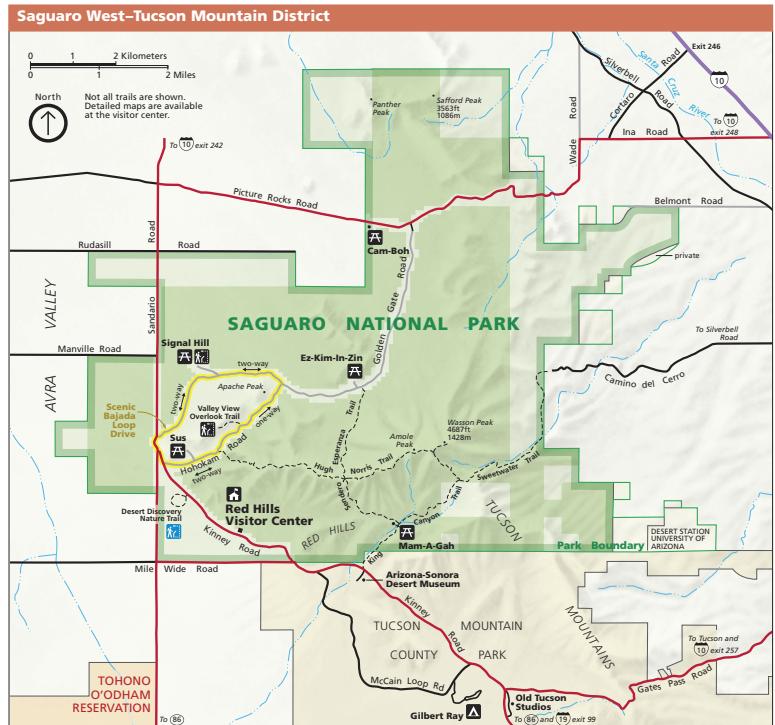 Saguaro West–Tucson Mountain District
0 1 2 Kilometers
0 1 2 Miles
North
Not all trails are shown.
Detailed maps are available
at the visitor center.
To 10 exit 242
Panther
Peak
Safford Peak
3563ft
1086m
Exit 246
10
Santa
Cruz
River
Silverbell
Road
Cortaro
Road
To 10
exit 248
Ina Road
Wade
Road
Picture Rocks Road
Belmont Road
private
Cam-Boh
Rudasill Road
Sandario
Road
Golden Gate
Road
AVRA
VALLEY
SAGUARO NATIONAL PARK
To Silverbell
Road
Camino del Cerro
Manville Road
Signal Hill
two-way
Ez-Kim-In-Zin
Apache Peak
two-way
Scenic
Bajada
Loop
Drive
Valley View
Overlook Trail
one-way
Sus
Hohokam Road
two-way
Esperanza
Trail
Wasson Peak
4687ft
1428m
Amole
Peak
Hugh Norris Trail
Sweetwater Trail
Sendero
Desert Discovery
Nature Trail
Red Hills
Visitor Center
RED HILLS
King
Canyon
Trail
Mam-A-Gah
TUCSON
MOUNTAINS
Park Boundary
DESERT STATION
UNIVERSITY OF
ARIZONA
Kinney Road
Mile Wide Road
Arizona-Sonora
Desert Museum
Kinney
Road
TUCSON MOUNTAIN
COUNTY PARK
McCain Loop Rd
To Tucson and
10 exit 257
Gates Pass Road
TOHONO
O'ODHAM
RESERVATION
To 86
Gilbert Ray
Old Tucson
Studios
To 86 and 19 exit 99